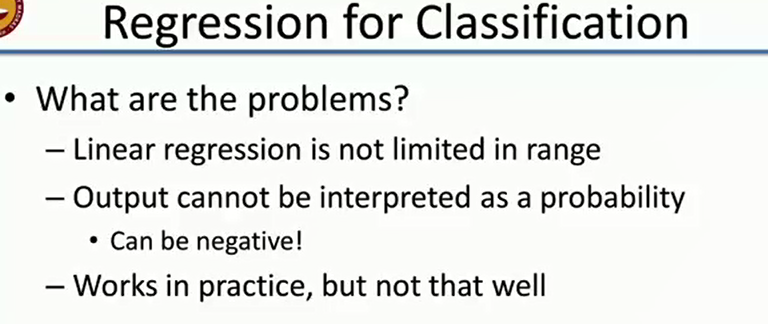 Regression for Classification
• What are the problems?
– Linear regression is not limited in range
– Output cannot be interpreted as a probability
• Can be negative!
– Works in practice, but not that well